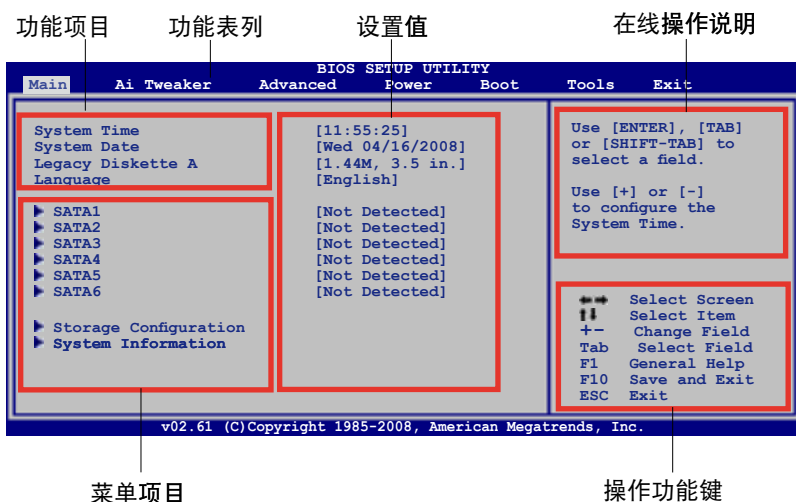 功能项目 功能表列 设置值 在线操作说明
BIOS SETUP UTILITY
Main Ai Tweaker Advanced Power Boot Tools Exit
System Time [11:55:25]
System Date [Wed 04/16/2008]
Legacy Diskette A [1.44M, 3.5 in.]
Language [English]
SATA1 [Not Detected]
SATA2 [Not Detected]
SATA3 [Not Detected]
SATA4 [Not Detected]
SATA5 [Not Detected]
SATA6 [Not Detected]
Storage Configuration
System Information
Use [ENTER], [TAB]
or [SHIFT-TAB] to
select a field.
Use [+] or [-]
to configure the
System Time.
←→ Select Screen
↑↓ Select Item
+- Change Field
Tab Select Field
F1 General Help
F10 Save and Exit
ESC Exit
v02.61 (C)Copyright 1985-2008, American Megatrends, Inc.
菜单项目 操作功能键